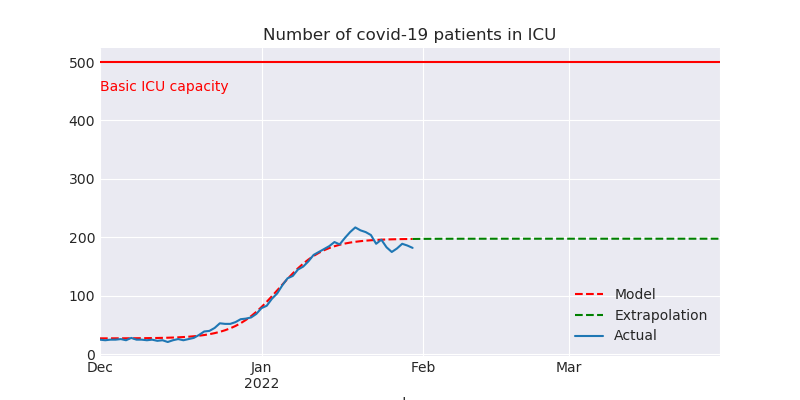 Number of covid-19 patients in ICU
500
Basic ICU capacity
400
300
200
100
0
Model
Extrapolation
Actual
Dec
Jan
2022
Feb
Mar